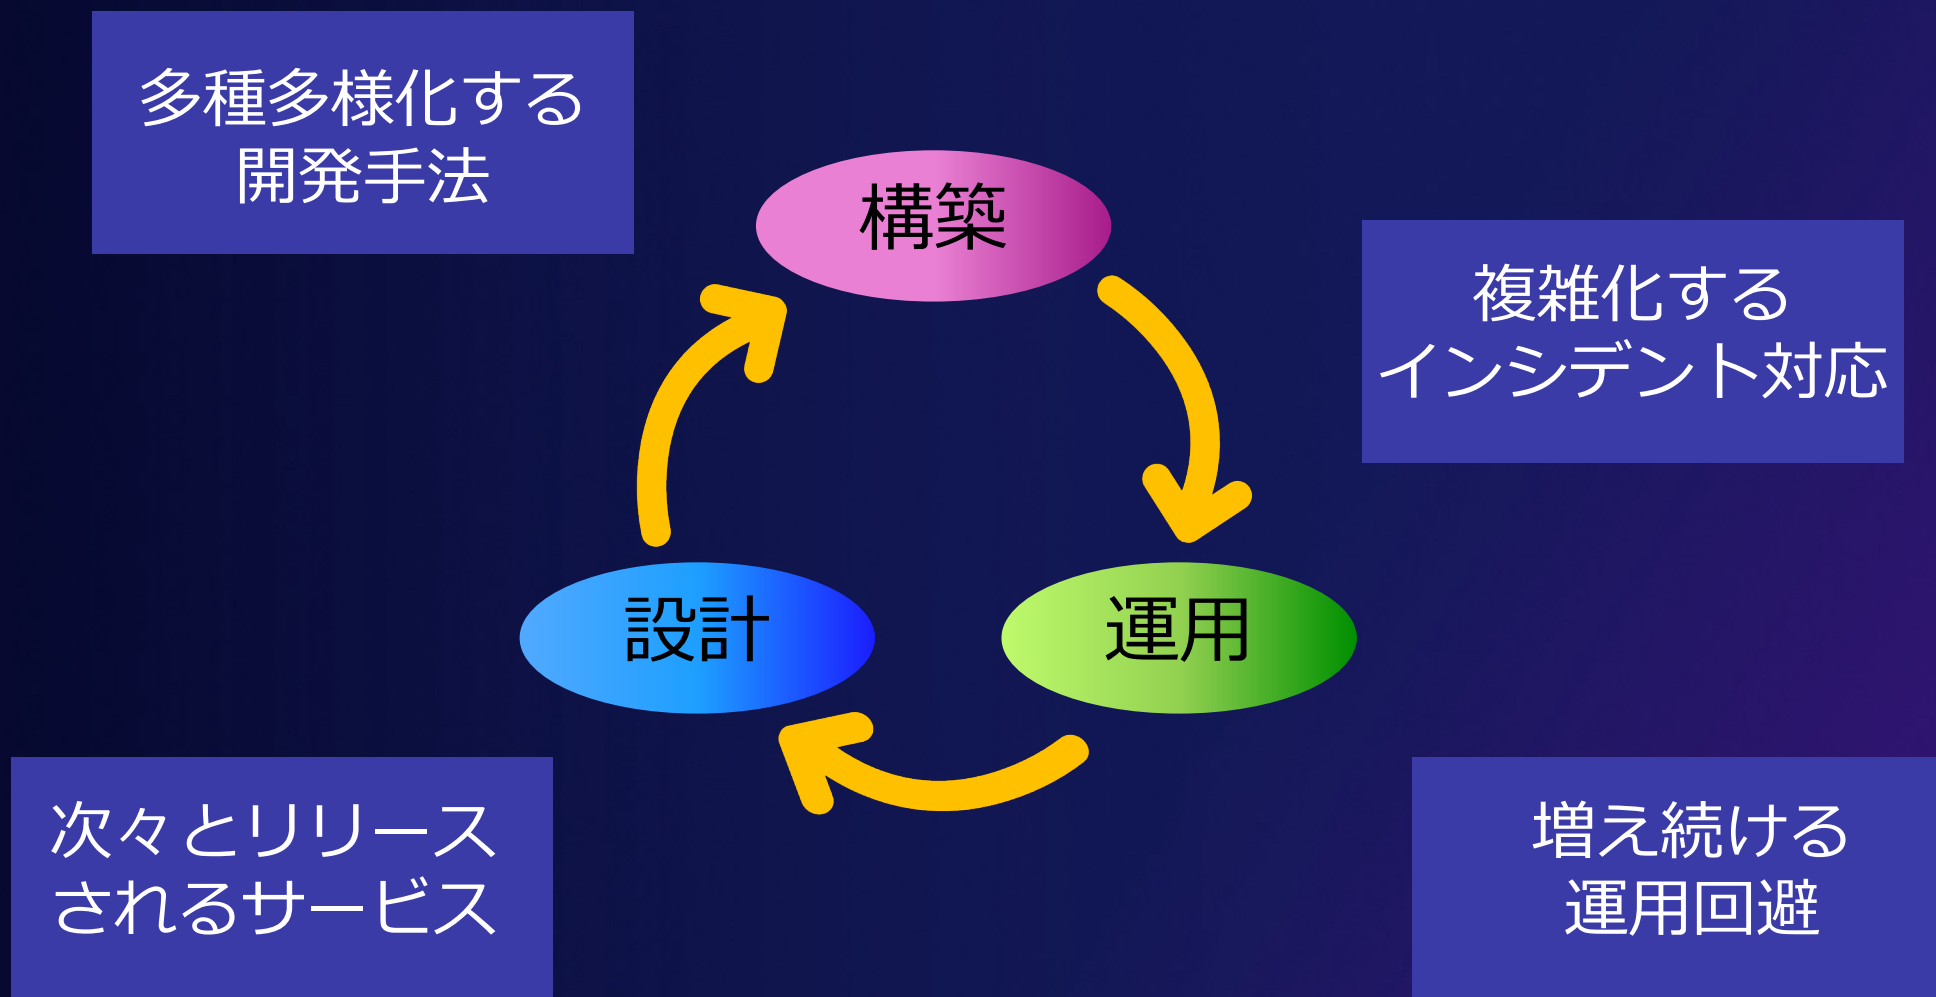 多種多様化する
開発手法
構築
複雑化する
インシデント対応
設計
運用
次々とリリース
されるサービス
増え続ける
運用回避